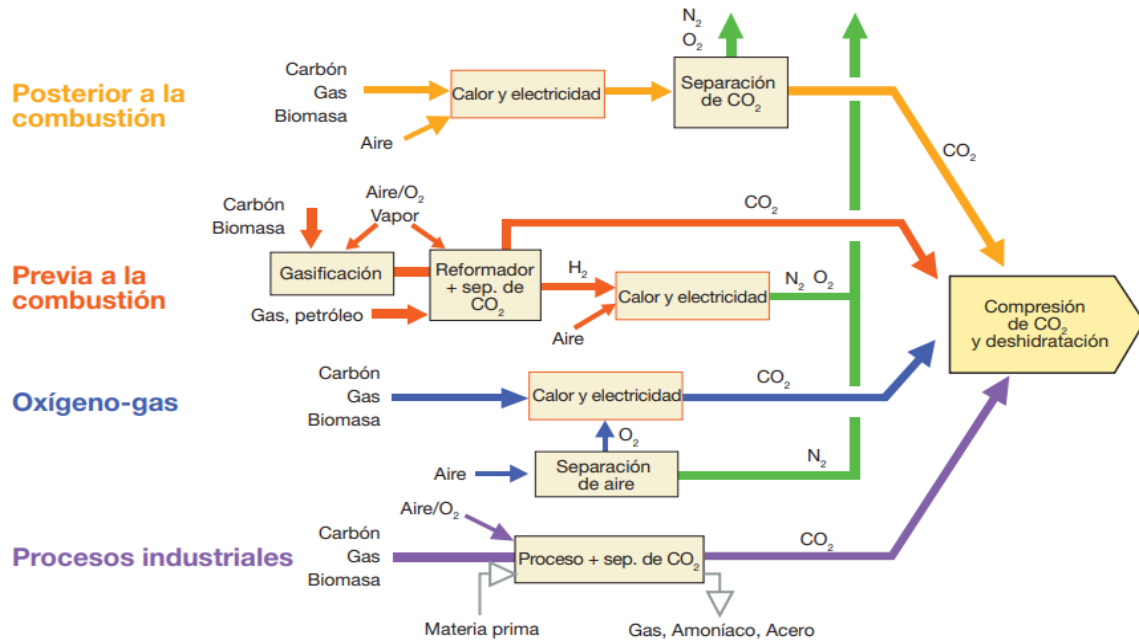 Posterior a la
combustión
Carbón
Gas
Biomasa
Aire
Calor y electricidad
Separación
de CO₂
N₂
O₂
CO₂
Previa a la
combustión
Carbón
Biomasa
Aire/O₂
Vapor
Gasificación
Gas, petróleo
Reformador
+ sep. de
CO₂
H₂
Aire
Calor y electricidad
N₂ O₂
CO₂
Compresión
de CO₂
y deshidratación
Oxígeno-gas
Carbón
Gas
Biomasa
Calor y electricidad
CO₂
O₂
Aire
Separación
de aire
N₂
Procesos industriales
Aire/O₂
Carbón
Gas
Biomasa
Proceso + sep. de CO₂
CO₂
Materia prima
Gas, Amoníaco, Acero